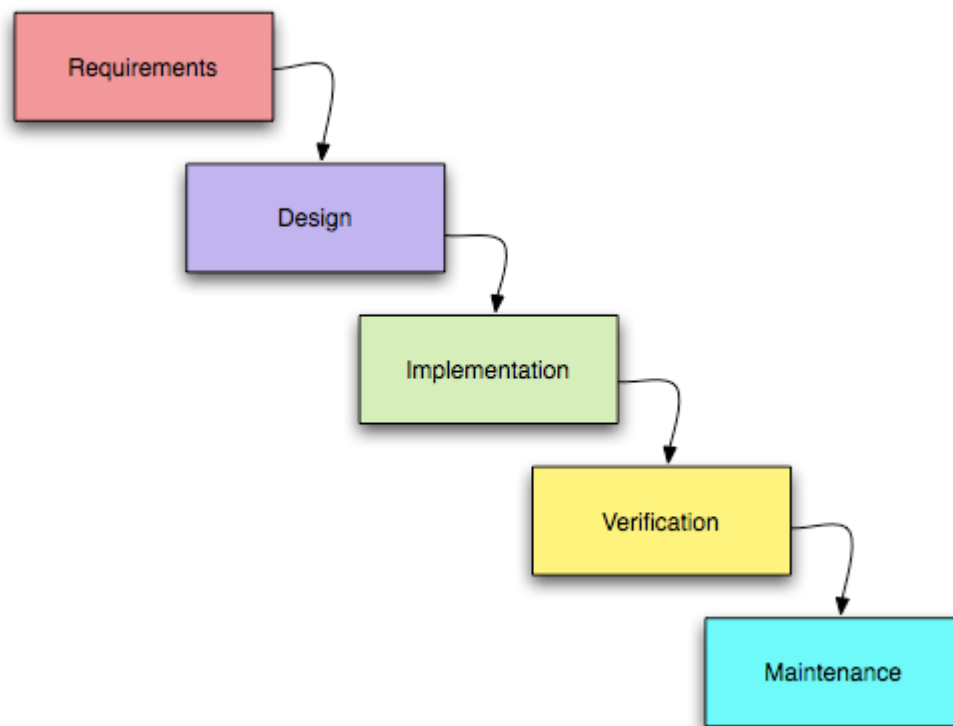 Requirements
Design
Implementation
Verification
Maintenance